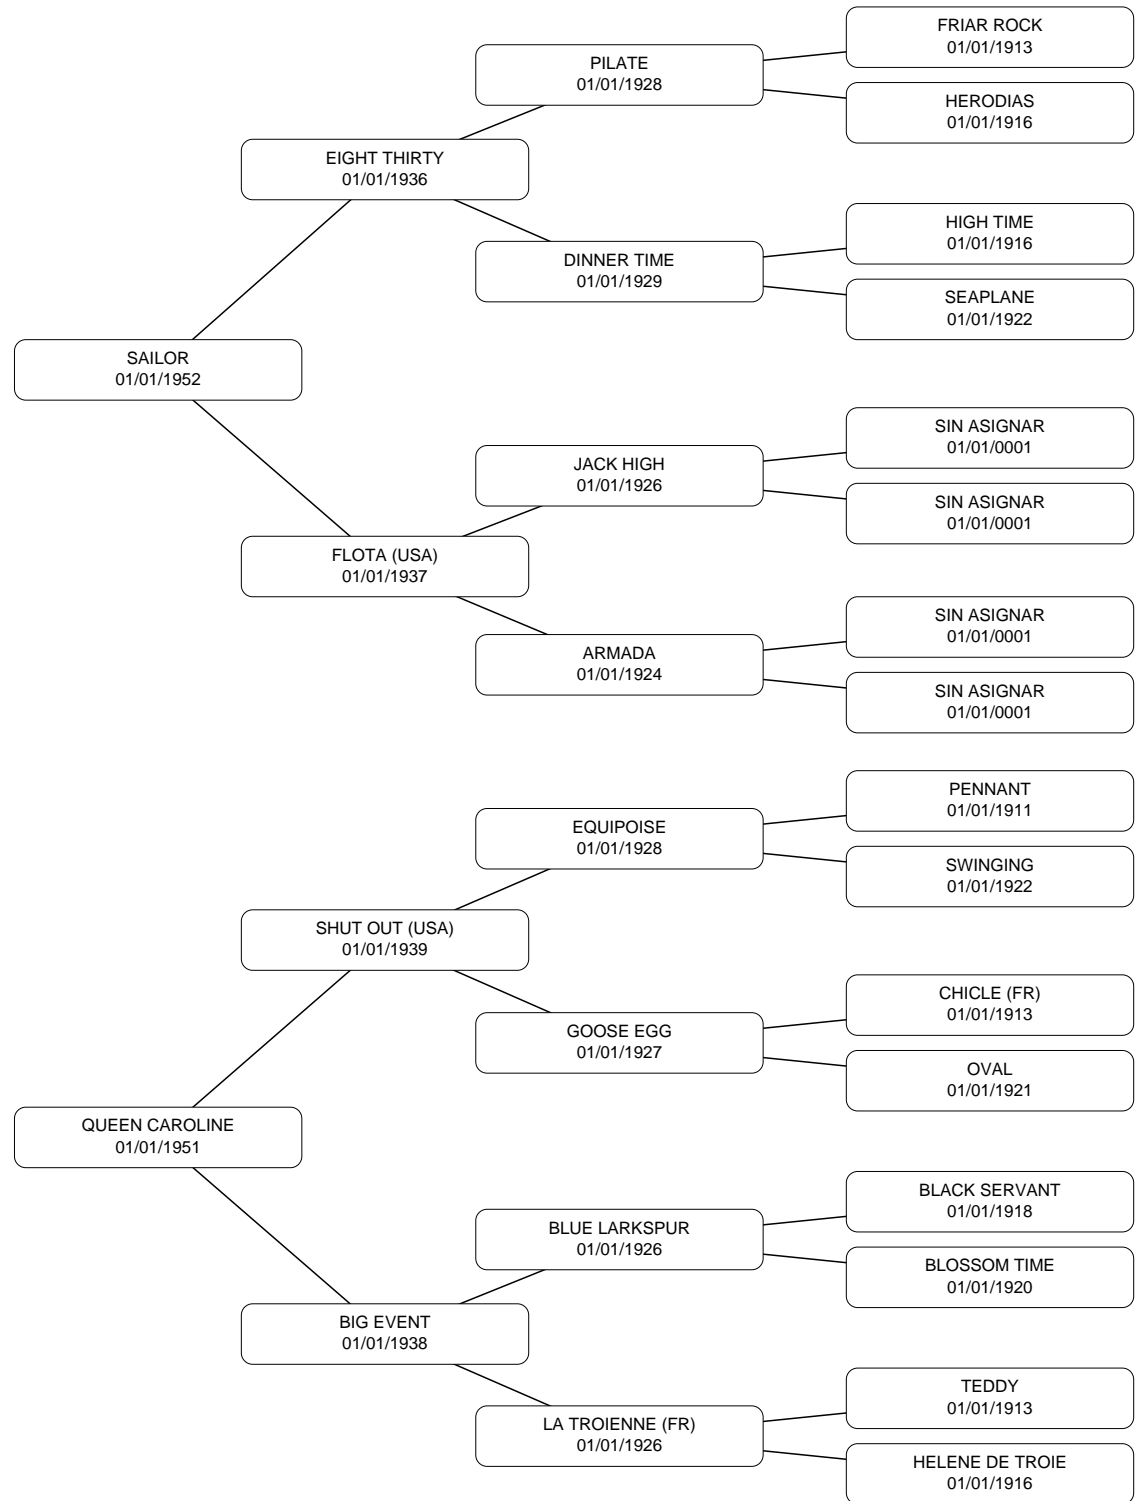 FRIAR ROCK
01/01/1913
PILATE
01/01/1928
HERODIAS
01/01/1916
EIGHT THIRTY
01/01/1936
HIGH TIME
01/01/1916
DINNER TIME
01/01/1929
SEAPLANE
01/01/1922
SAILOR
01/01/1952
SIN ASIGNAR
01/01/0001
JACK HIGH
01/01/1926
SIN ASIGNAR
01/01/0001
FLOTA (USA)
01/01/1937
SIN ASIGNAR
01/01/0001
ARMADA
01/01/1924
SIN ASIGNAR
01/01/0001
PENNANT
01/01/1911
EQUIPOISE
01/01/1928
SWINGING
01/01/1922
SHUT OUT (USA)
01/01/1939
CHICLE (FR)
01/01/1913
GOOSE EGG
01/01/1927
OVAL
01/01/1921
QUEEN CAROLINE
01/01/1951
BLACK SERVANT
01/01/1918
BLUE LARKSPUR
01/01/1926
BLOSSOM TIME
01/01/1920
BIG EVENT
01/01/1938
TEDDY
01/01/1913
LA TROIENNE (FR)
01/01/1926
HELENE DE TROIE
01/01/1916